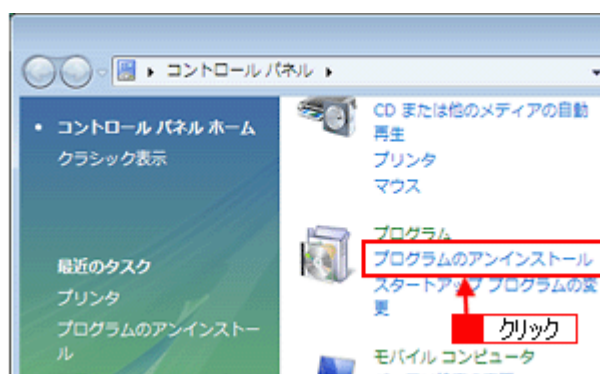 コントロール パネル
コントロール パネル ホーム
クラシック表示
最近のタスク
プリンタ
プログラムのアンインストー
ル
CD または他のメディアの自動
再生
プリンタ
マウス
プログラム
プログラムのアンインストール
スタートアップ プログラムの変
更
クリック
モバイル コンピュータ